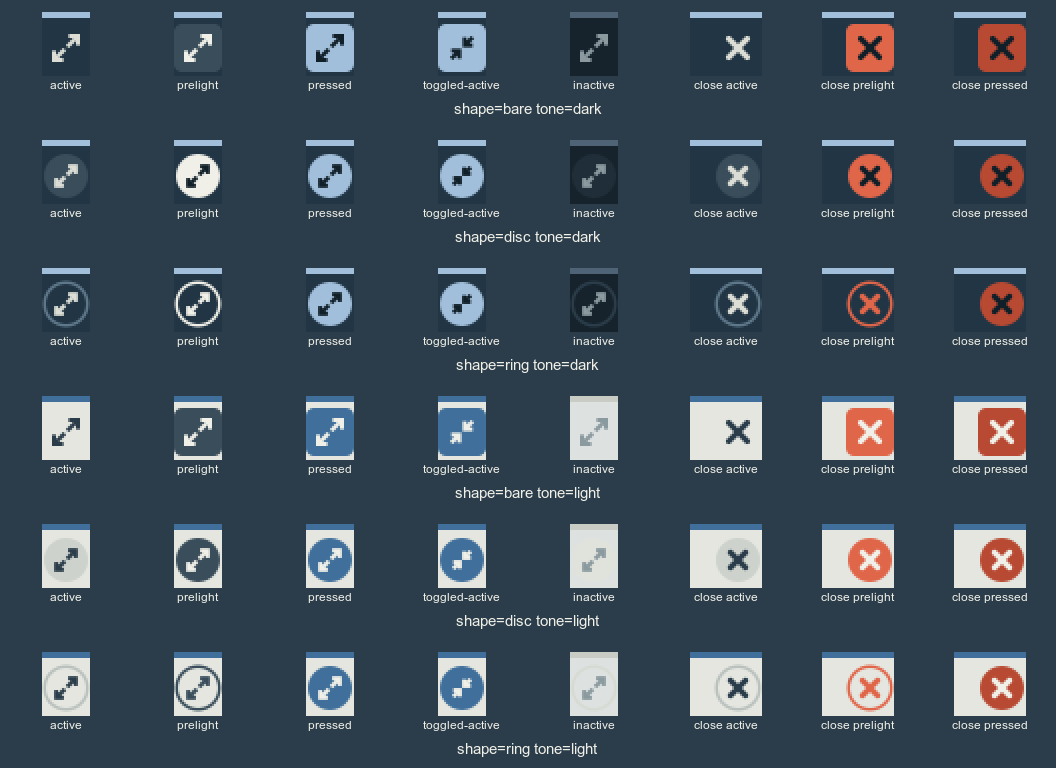 active prelight pressed toggled-active inactive close active close prelight close pressed
shape=bare tone=dark
active prelight pressed toggled-active inactive close active close prelight close pressed
shape=disc tone=dark
active prelight pressed toggled-active inactive close active close prelight close pressed
shape=ring tone=dark
active prelight pressed toggled-active inactive close active close prelight close pressed
shape=bare tone=light
active prelight pressed toggled-active inactive close active close prelight close pressed
shape=disc tone=light
active prelight pressed toggled-active inactive close active close prelight close pressed
shape=ring tone=light